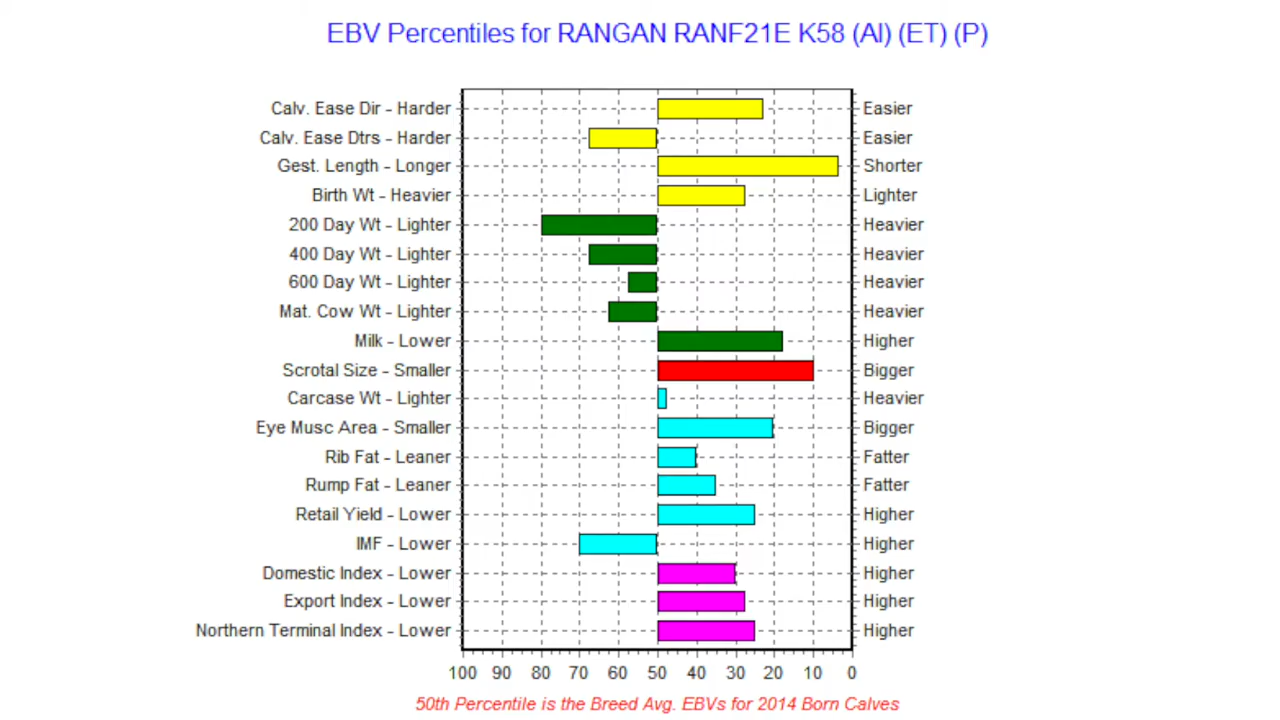 EBV Percentiles for RANGAN RANF21E K58 (AI) (ET) (P)
Calv. Ease Dir - Harder Easier
Calv. Ease Dtrs - Harder Easier
Gest. Length - Longer Shorter
Birth Wt - Heavier Lighter
200 Day Wt - Lighter Heavier
400 Day Wt - Lighter Heavier
600 Day Wt - Lighter Heavier
Mat. Cow Wt - Lighter Heavier
Milk - Lower Higher
Scrotal Size - Smaller Bigger
Carcase Wt - Lighter Heavier
Eye Musc Area - Smaller Bigger
Rib Fat - Leaner Fatter
Rump Fat - Leaner Fatter
Retail Yield - Lower Higher
IMF - Lower Higher
Domestic Index - Lower Higher
Export Index - Lower Higher
Northern Terminal Index - Lower Higher
100 90 80 70 60 50 40 30 20 10 0
50th Percentile is the Breed Avg. EBVs for 2014 Born Calves